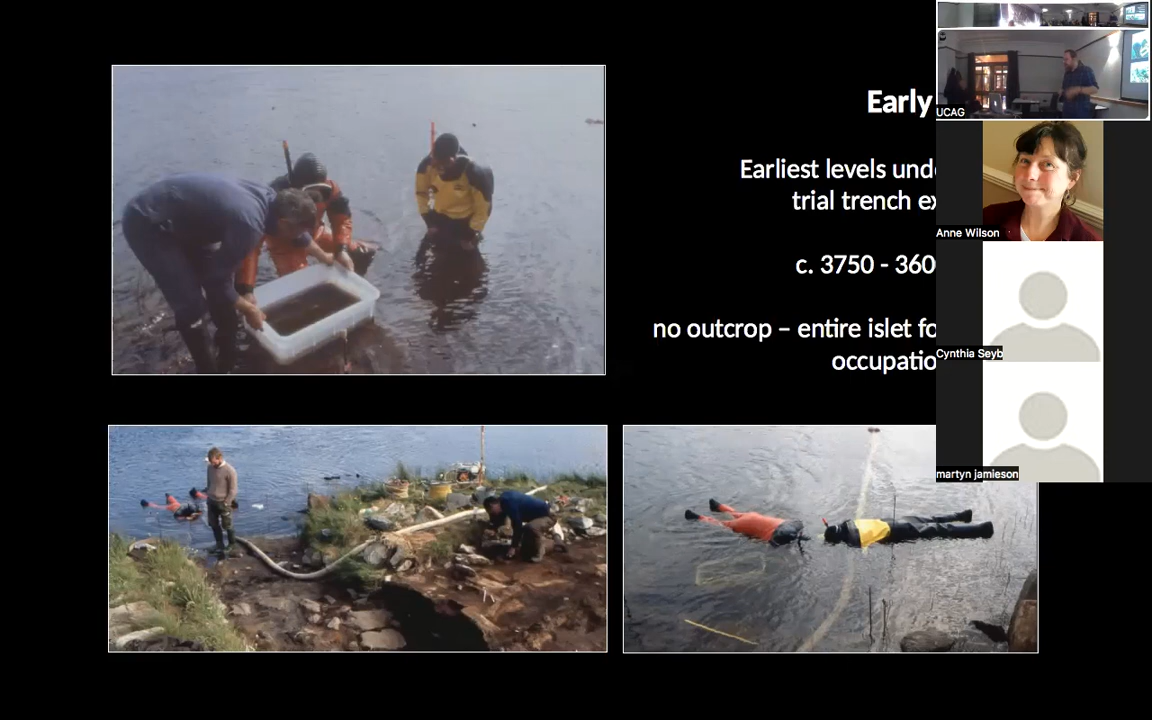 Early
Earliest levels und
trial trench ex
c. 3750 - 360
no outcrop – entire islet fo
occupatio
UCAG
Anne Wilson
Cynthia Seyb
martyn jamieson